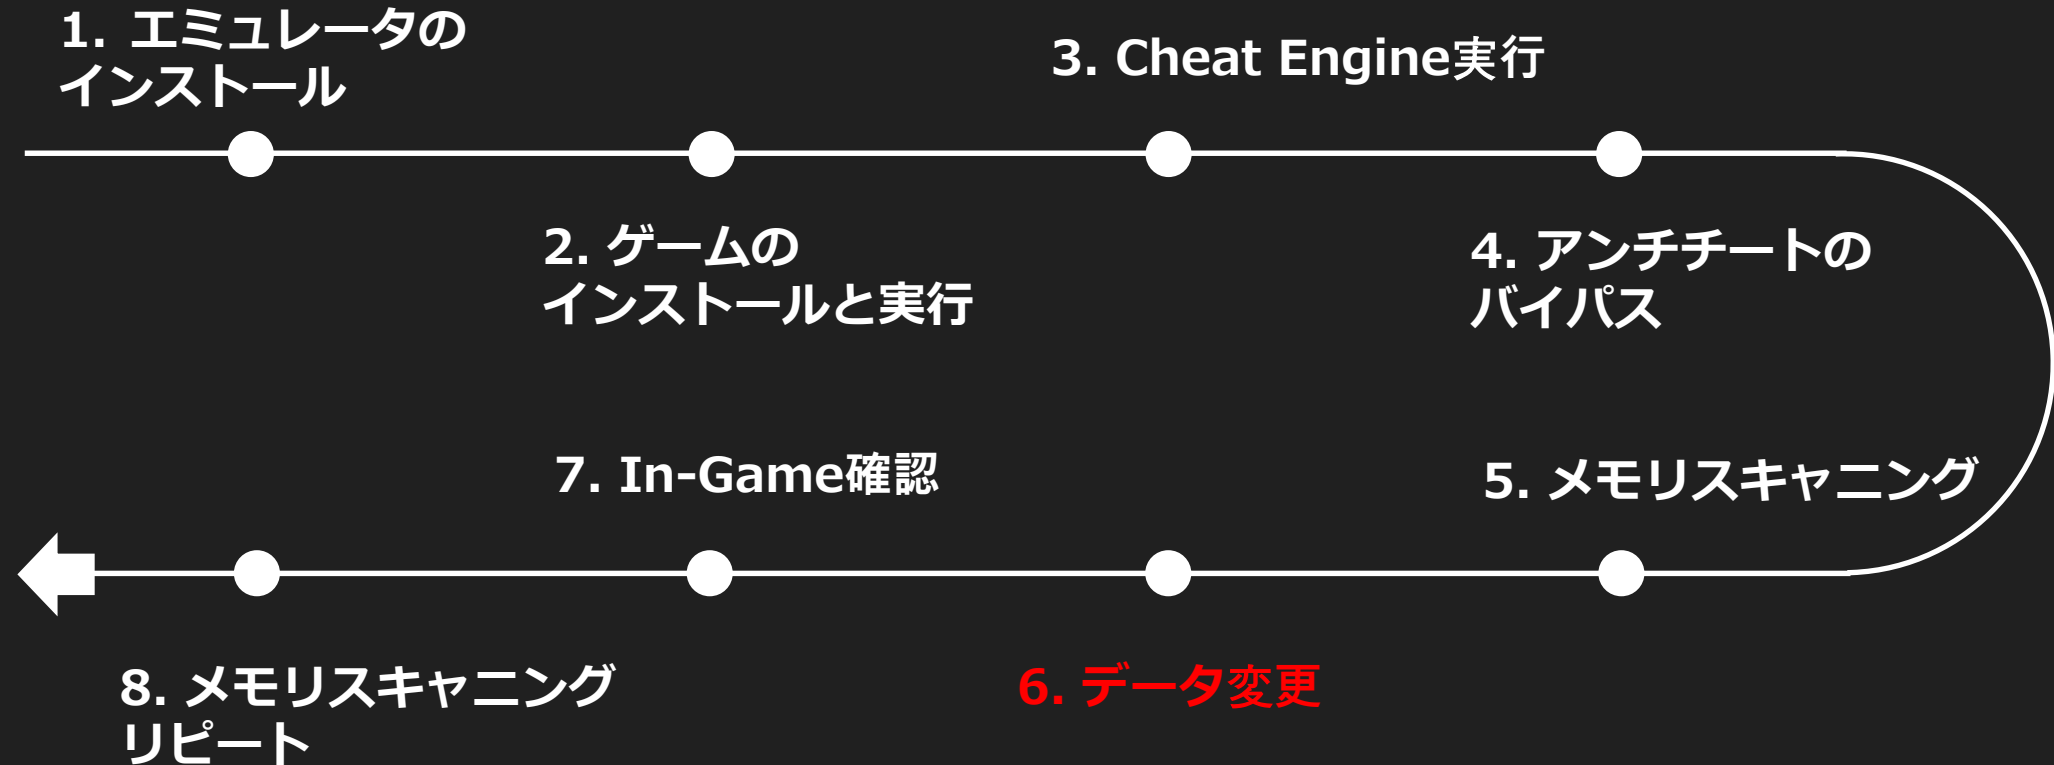 1. エミュレータの
インストール
2. ゲームの
インストールと実行
3. Cheat Engine実行
4. アンチチートの
バイパス
5. メモリスキャニング
6. データ変更
7. In-Game確認
8. メモリスキャニング
リピート